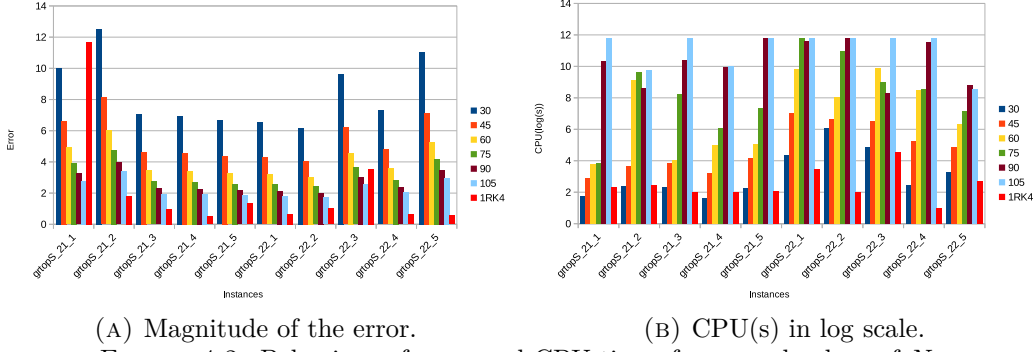 14
12
10
8
6
4
2
0
Error
grtopS_21_1
grtopS_21_2
grtopS_21_3
grtopS_21_4
grtopS_21_5
grtopS_22_1
grtopS_22_2
grtopS_22_3
grtopS_22_4
grtopS_22_5
Instances
30
45
60
75
90
105
1RK4
(A) Magnitude of the error.
14
12
10
8
6
4
2
0
CPU(log(s))
grtopS_21_1
grtopS_21_2
grtopS_21_3
grtopS_21_4
grtopS_21_5
grtopS_22_1
grtopS_22_2
grtopS_22_3
grtopS_22_4
grtopS_22_5
Instances
30
45
60
75
90
105
1RK4
(B) CPU(s) in log scale.